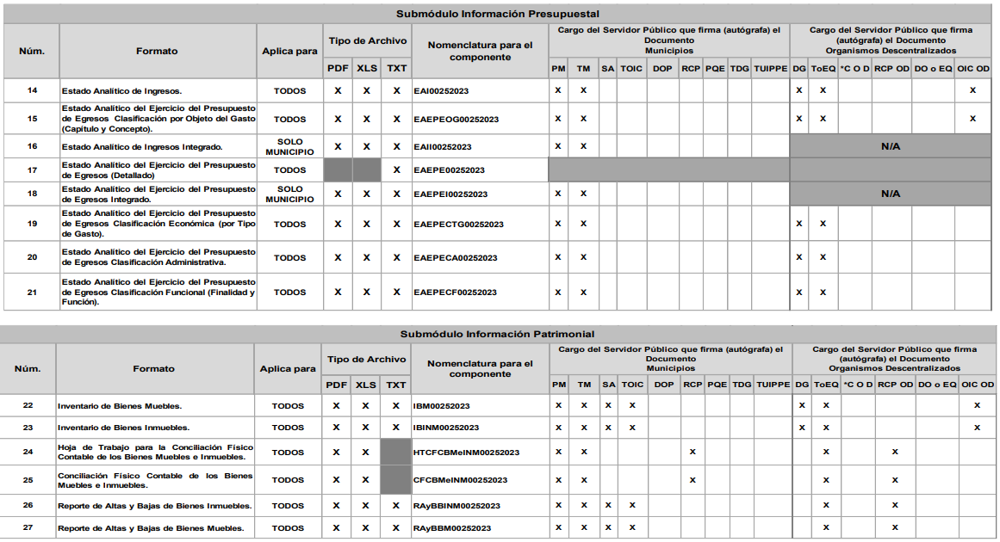 Submódulo Información Presupuestal
Núm. Formato Aplica para Tipo de Archivo Nomenclatura para el componente Cargo del Servidor Público que firma (autógrafa) el Documento Municipios Cargo del Servidor Público que firma (autógrafa) el Documento Organismos Descentralizados
PDF XLS TXT PM TM SA TOIC DOP RCP PQE TDG TUIPPE DG ToEQ *C O D RCP OD DO o EQ OIC OD
14 Estado Analítico de Ingresos. TODOS X X X EAI00252023 X X X X X
15 Estado Analítico del Ejercicio del Presupuesto de Egresos Clasificación por Objeto del Gasto (Capítulo y Concepto). TODOS X X X EAEPEOG00252023 X X X X X
16 Estado Analítico de Ingresos Integrado. SOLO MUNICIPIO X X X EAII00252023 X X N/A
17 Estado Analítico del Ejercicio del Presupuesto de Egresos (Detallado) TODOS X EAEPE00252023
18 Estado Analítico del Ejercicio del Presupuesto de Egresos Integrado. SOLO MUNICIPIO X X X EAEPEI00252023 X X N/A
19 Estado Analítico del Ejercicio del Presupuesto de Egresos Clasificación Económica (por Tipo de Gasto). TODOS X X X EAEPECTG00252023 X X X X
20 Estado Analítico del Ejercicio del Presupuesto de Egresos Clasificación Administrativa. TODOS X X X EAEPECA00252023 X X X X
21 Estado Analítico del Ejercicio del Presupuesto de Egresos Clasificación Funcional (Finalidad y Función). TODOS X X X EAEPECF00252023 X X X X
Submódulo Información Patrimonial
Núm. Formato Aplica para Tipo de Archivo Nomenclatura para el componente Cargo del Servidor Público que firma (autógrafa) el Documento Municipios Cargo del Servidor Público que firma (autógrafa) el Documento Organismos Descentralizados
PDF XLS TXT PM TM SA TOIC DOP RCP PQE TDG TUIPPE DG ToEQ *C O D RCP OD DO o EQ OIC OD
22 Inventario de Bienes Muebles. TODOS X X X IBM00252023 X X X X X X X
23 Inventario de Bienes Inmuebles. TODOS X X X IBINM00252023 X X X X X X X
24 Hoja de Trabajo para la Conciliación Físico Contable de los Bienes Muebles e Inmuebles. TODOS X X HTCFCBMeINM00252023 X X X X X
25 Conciliación Físico Contable de los Bienes Muebles e Inmuebles. TODOS X X CFCBMeINM00252023 X X X X X
26 Reporte de Altas y Bajas de Bienes Inmuebles. TODOS X X X RAyBBINM00252023 X X X X X X
27 Reporte de Altas y Bajas de Bienes Muebles. TODOS X X X RAyBBM00252023 X X X X X X